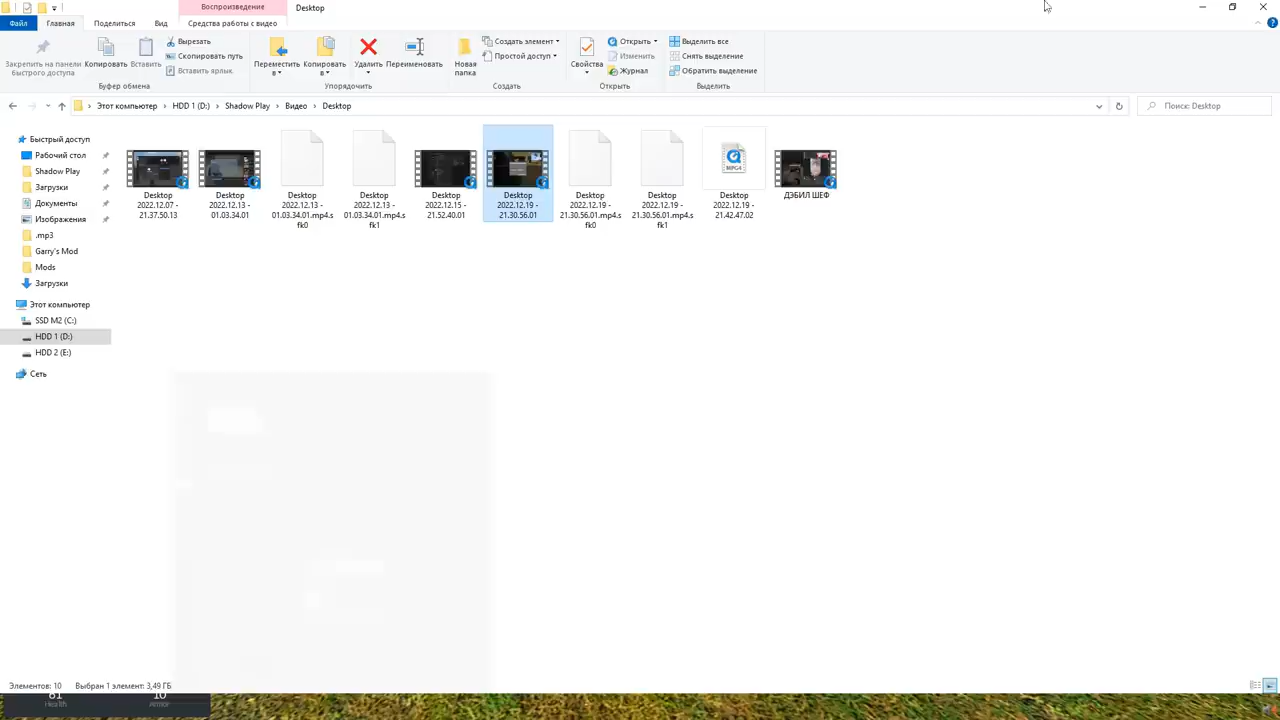 Воспроизведение
Desktop
Файл
Главная
Поделиться
Вид
Средства работы с видео
Закрепить на панели
быстрого доступа
Копировать
Вставить
Вырезать
Скопировать путь
Вставить ярлык
Буфер обмена
Переместить
в
Копировать
в
Удалить
Переименовать
Упорядочить
Новая
папка
Создать элемент
Простой доступ
Создать
Свойства
Открыть
Изменить
Журнал
Открыть
Выделить все
Снять выделение
Обратить выделение
Выделить
Этот компьютер
HDD 1 (D:)
Shadow Play
Видео
Desktop
Поиск: Desktop
Быстрый доступ
Рабочий стол
Shadow Play
Загрузки
Документы
Изображения
.mp3
Garry's Mod
Mods
Загрузки
Этот компьютер
SSD M2 (C:)
HDD 1 (D:)
HDD 2 (E:)
Сеть
Desktop
2022.12.07 -
21.37.50.13
Desktop
2022.12.13 -
01.03.34.01
Desktop
2022.12.13 -
01.03.34.01.mp4.s
fk0
Desktop
2022.12.13 -
01.03.34.01.mp4.s
fk1
Desktop
2022.12.15 -
21.52.40.01
Desktop
2022.12.19 -
21.30.56.01
Desktop
2022.12.19 -
21.30.56.01.mp4.s
fk0
Desktop
2022.12.19 -
21.30.56.01.mp4.s
fk1
MPEG4
Desktop
2022.12.19 -
21.42.47.02
ДЭБИЛ ШЕФ
Элементов: 10
Выбран 1 элемент: 3,49 ГБ
Health
Armor